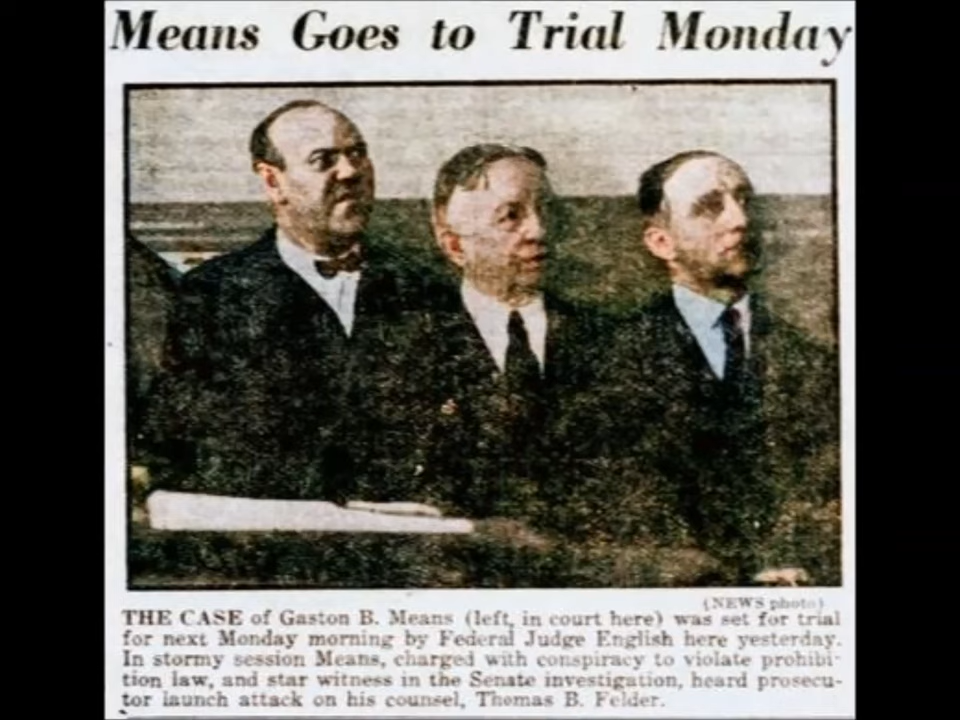 Means Goes to Trial Monday
(NEWS photo)
THE CASE of Gaston B. Means (left, in court here) was set for trial
for next Monday morning by Federal Judge English here yesterday.
In stormy session Means, charged with conspiracy to violate prohibi-
tion law, and star witness in the Senate investigation, heard prosecu-
tor launch attack on his counsel, Thomas B. Felder.